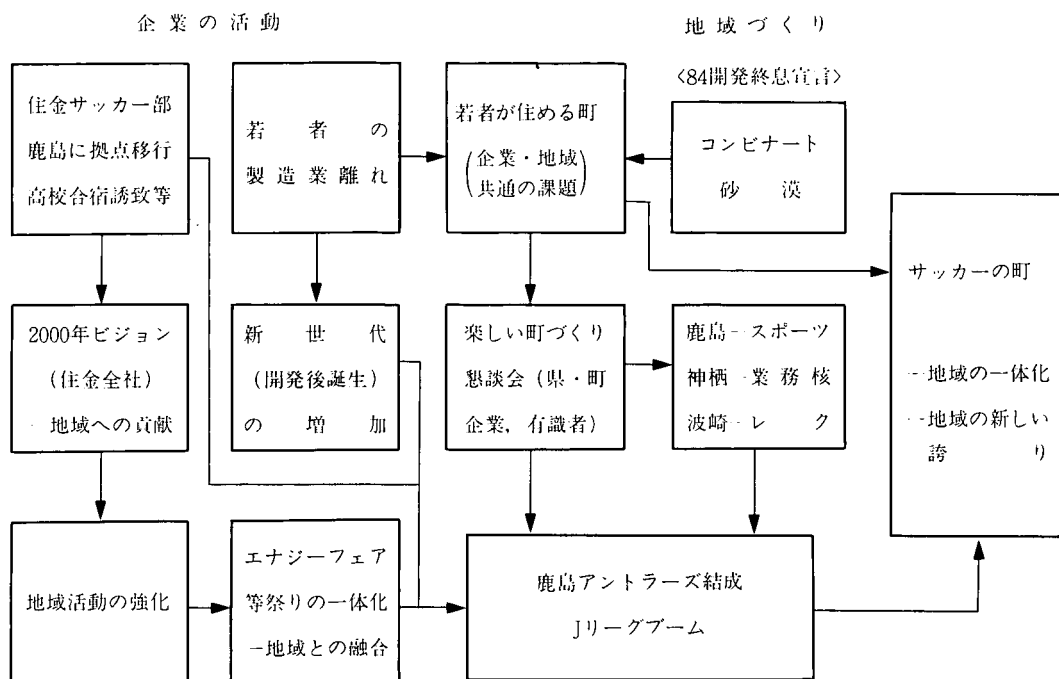 企業の活動
地域づくり
<84開発終息宣言>
住金サッカー部
鹿島に拠点移行
高校合宿誘致等
若者の
製造業離れ
若者が住める町
(企業・地域
共通の課題)
コンビナート
砂漠
サッカーの町
-地域の一体化
-地域の新しい
誇り
2000年ビジョン
(住金全社)
-地域への貢献
新世代
(開発後誕生)
の増加
楽しい町づくり
懇談会(県・町
企業,有識者)
鹿島-スポーツ
神栖-業務核
波崎-レク
地域活動の強化
エナジーフェア
等祭りの一体化
-地域との融合
鹿島アントラーズ結成
Jリーグブーム